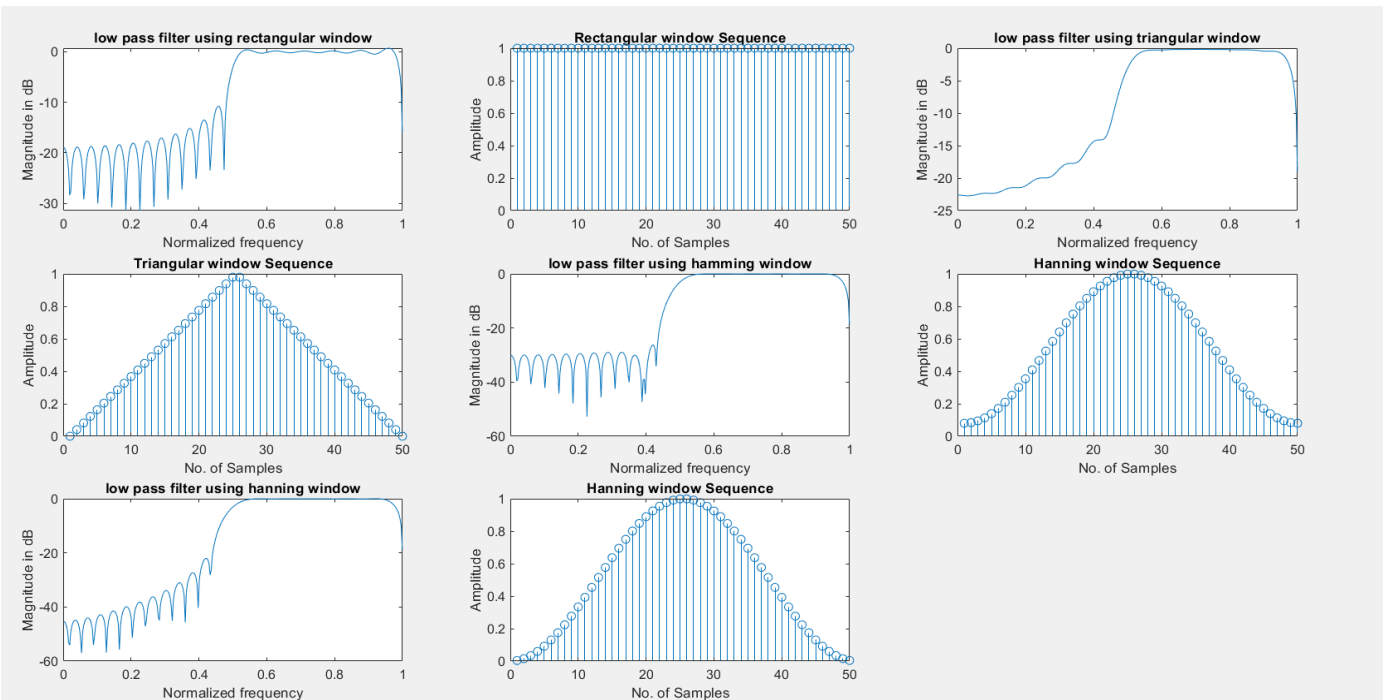 low pass filter using rectangular window
0
-10
-20
-30
Magnitude in dB
0 0.2 0.4 0.6 0.8 1
Normalized frequency
Rectangular window Sequence
1
0.8
0.6
0.4
0.2
0
Amplitude
0 10 20 30 40 50
No. of Samples
low pass filter using triangular window
0
-5
-10
-15
-20
-25
Magnitude in dB
0 0.2 0.4 0.6 0.8 1
Normalized frequency
Triangular window Sequence
1
0.8
0.6
0.4
0.2
0
Amplitude
0 10 20 30 40 50
No. of Samples
low pass filter using hamming window
0
-20
-40
-60
Magnitude in dB
0 0.2 0.4 0.6 0.8 1
Normalized frequency
Hanning window Sequence
1
0.8
0.6
0.4
0.2
0
Amplitude
0 10 20 30 40 50
No. of Samples
low pass filter using hanning window
0
-20
-40
-60
Magnitude in dB
0 0.2 0.4 0.6 0.8 1
Normalized frequency
Hanning window Sequence
1
0.8
0.6
0.4
0.2
0
Amplitude
0 10 20 30 40 50
No. of Samples